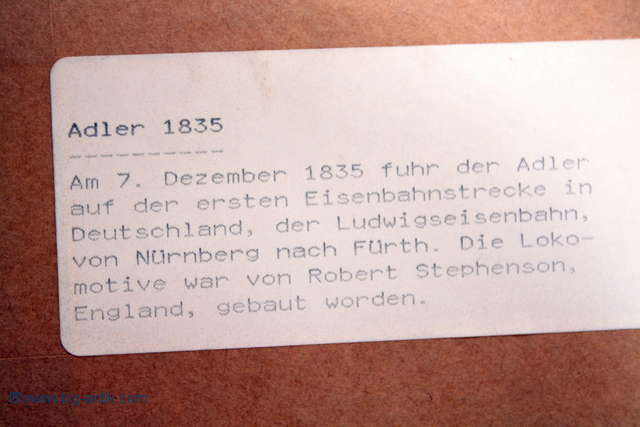 Adler 1835
-----------
Am 7. Dezember 1835 fuhr der Adler
auf der ersten Eisenbahnstrecke in
Deutschland, der Ludwigseisenbahn,
von Nürnberg nach Fürth. Die Loko-
motive war von Robert Stephenson,
England, gebaut worden.